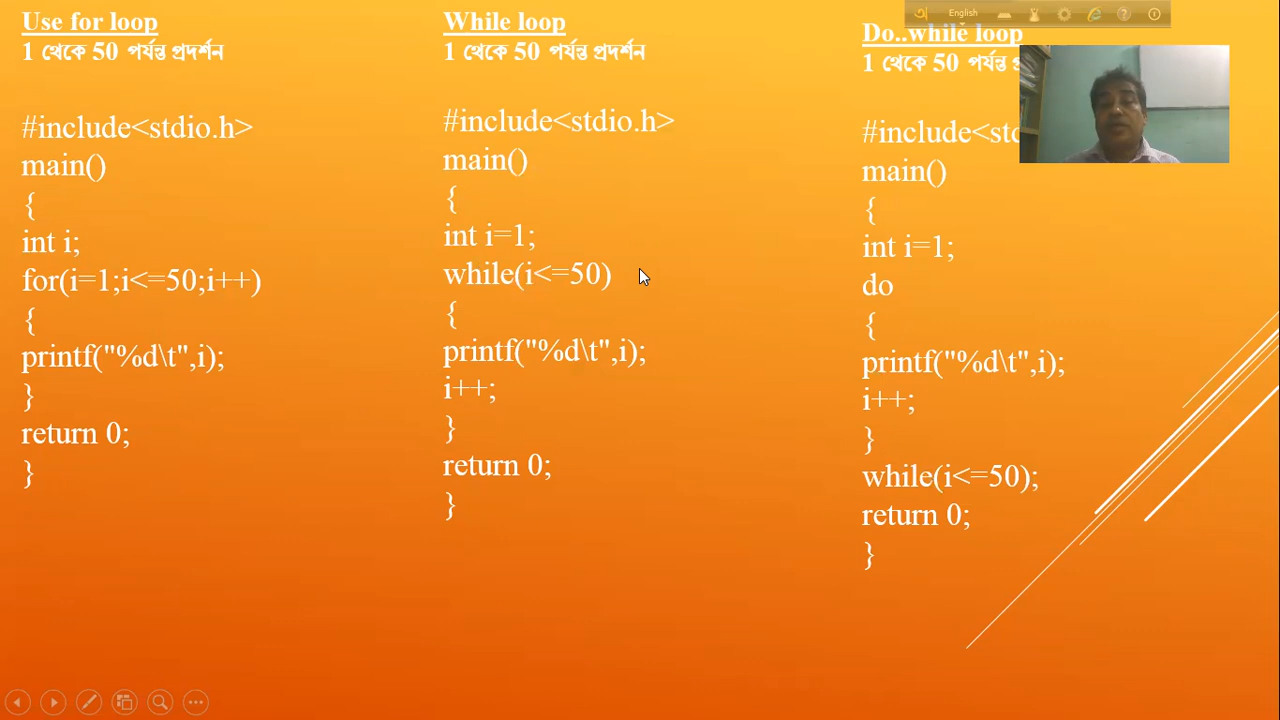 Use for loop
1 থেকে 50 পর্যন্ত প্রদর্শন
#include<stdio.h>
main()
{
int i;
for(i=1;i<=50;i++)
{
printf("%d\t",i);
}
return 0;
}
While loop
1 থেকে 50 পর্যন্ত প্রদর্শন
#include<stdio.h>
main()
{
int i=1;
while(i<=50)
{
printf("%d\t",i);
i++;
}
return 0;
}
অ English
Do..while loop
1 থেকে 50 পর্যন্ত
#include<std
main()
{
int i=1;
do
{
printf("%d\t",i);
i++;
}
while(i<=50);
return 0;
}